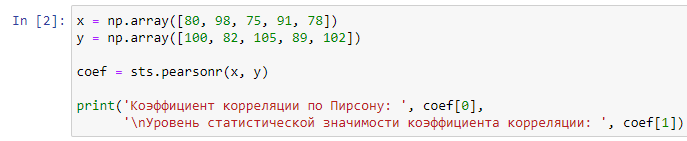 In [2]: x = np.array([80, 98, 75, 91, 78])
y = np.array([100, 82, 105, 89, 102])
coef = sts.pearsonr(x, y)
print('Коэффициент корреляции по Пирсону: ', coef[0],
'\nУровень статистической значимости коэффициента корреляции: ', coef[1])